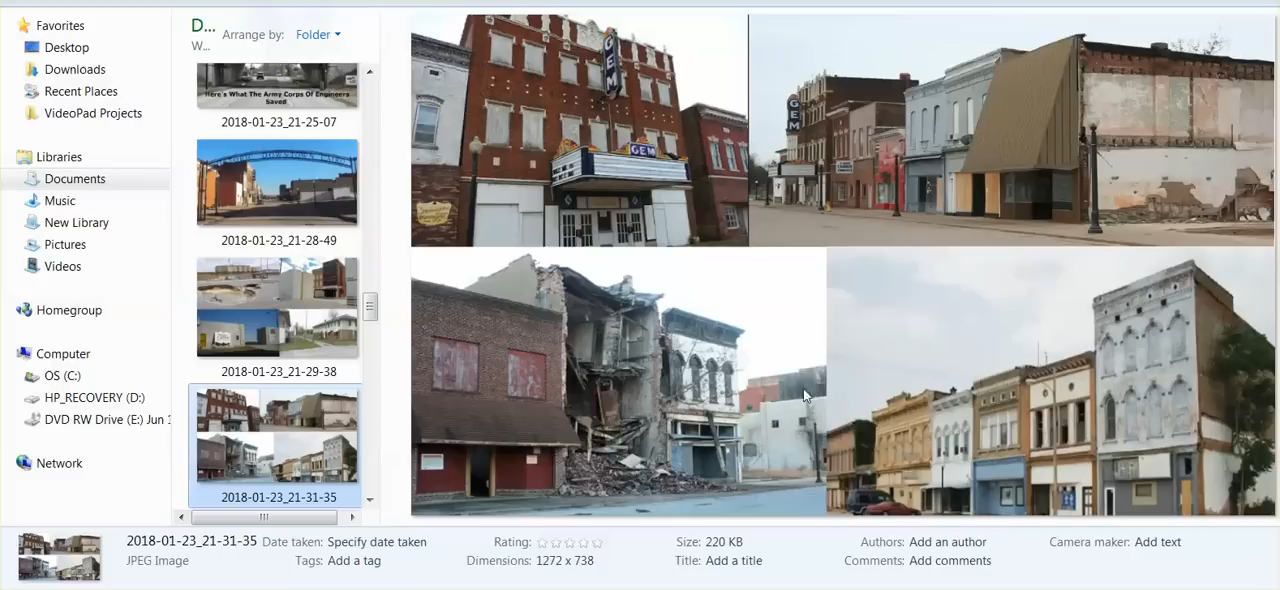 Favorites
Desktop
Downloads
Recent Places
VideoPad Projects
Libraries
Documents
Music
New Library
Pictures
Videos
Homegroup
Computer
OS (C:)
HP_RECOVERY (D:)
DVD RW Drive (E:) Jun 1
Network
D...
W...
Arrange by: Folder
Here's What The Army Corps Of Engineers
Saved
2018-01-23_21-25-07
HISTORIC DOWNTOWN CAIRO
2018-01-23_21-28-49
2018-01-23_21-29-38
2018-01-23_21-31-35
GEM
GEM
GEM
2018-01-23_21-31-35
JPEG Image
Date taken: Specify date taken
Tags: Add a tag
Rating:
Dimensions: 1272 x 738
Size: 220 KB
Title: Add a title
Authors: Add an author
Comments: Add comments
Camera maker: Add text